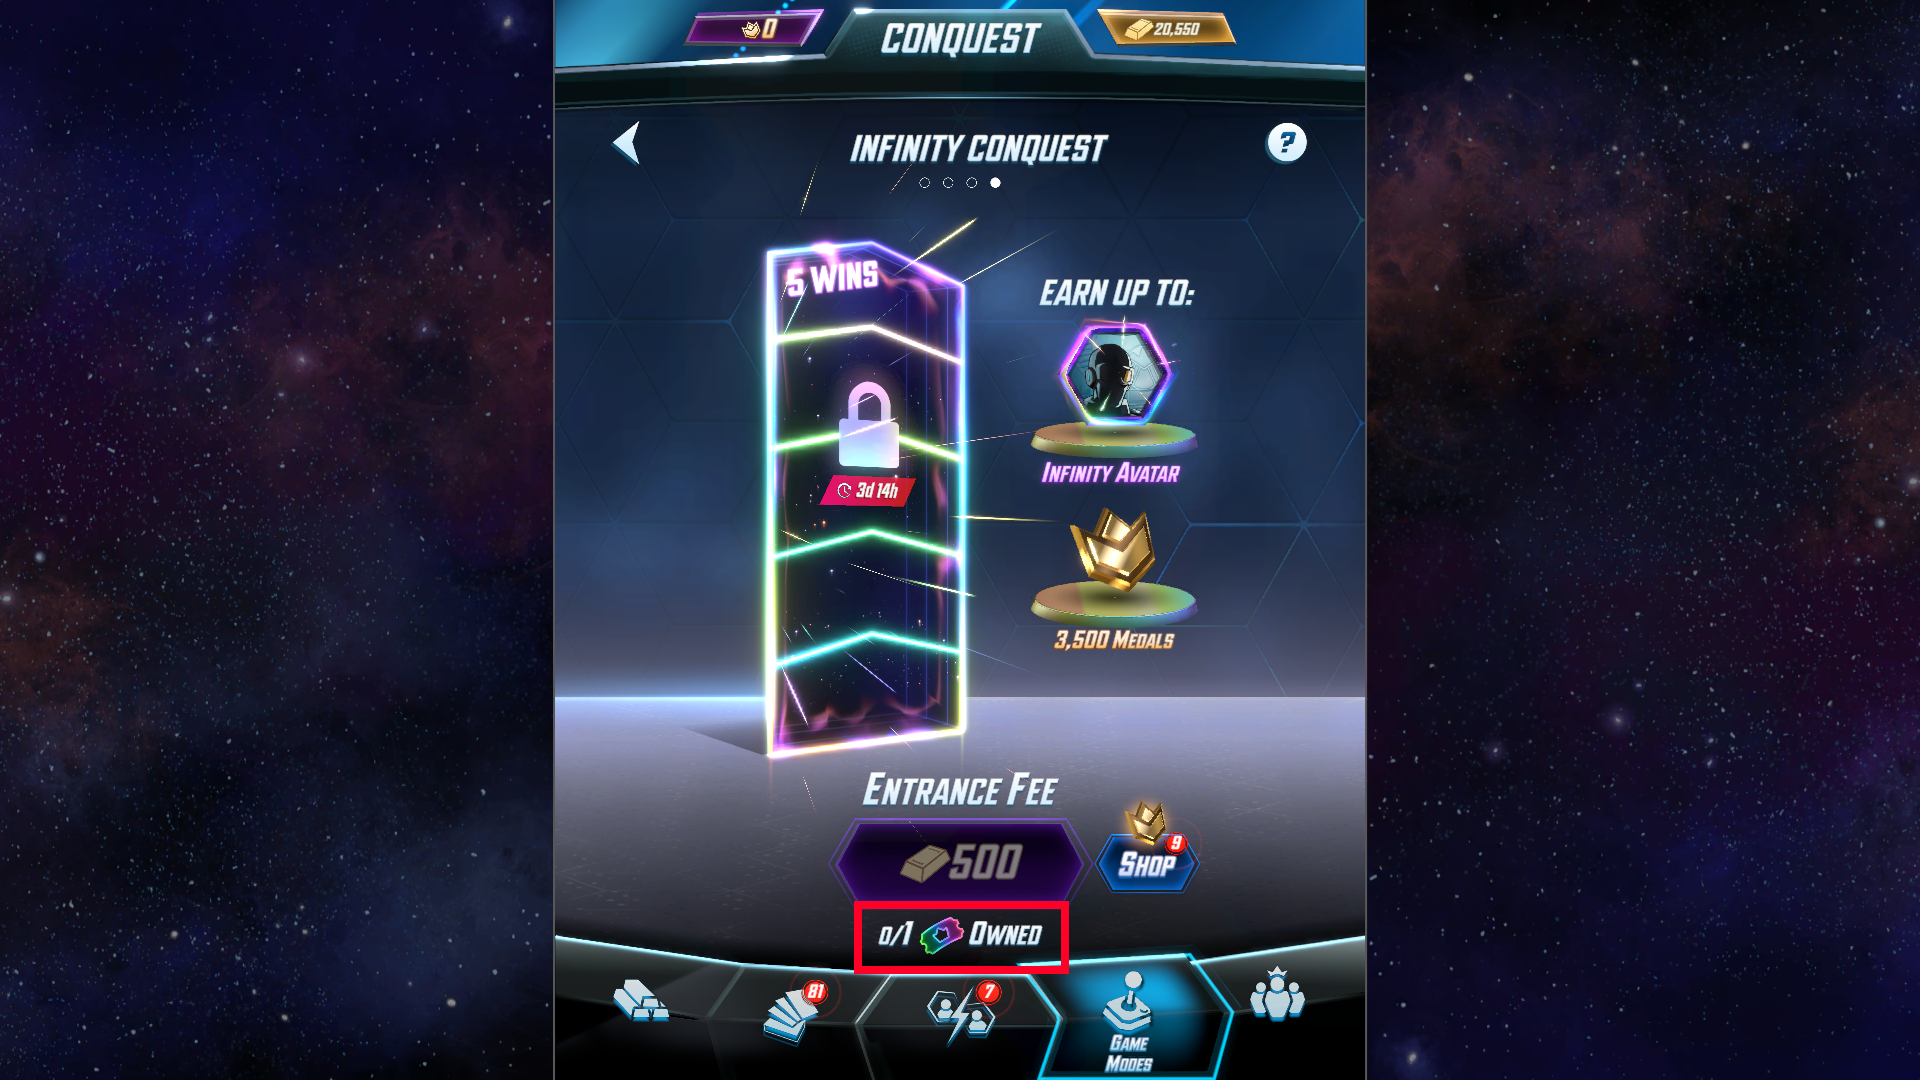 0
CONQUEST
20,550
INFINITY CONQUEST
?
5 WINS
EARN UP TO:
INFINITY AVATAR
3d 14h
3,500 MEDALS
ENTRANCE FEE
500
9
SHOP
0/1 OWNED
81
7
GAME
MODES